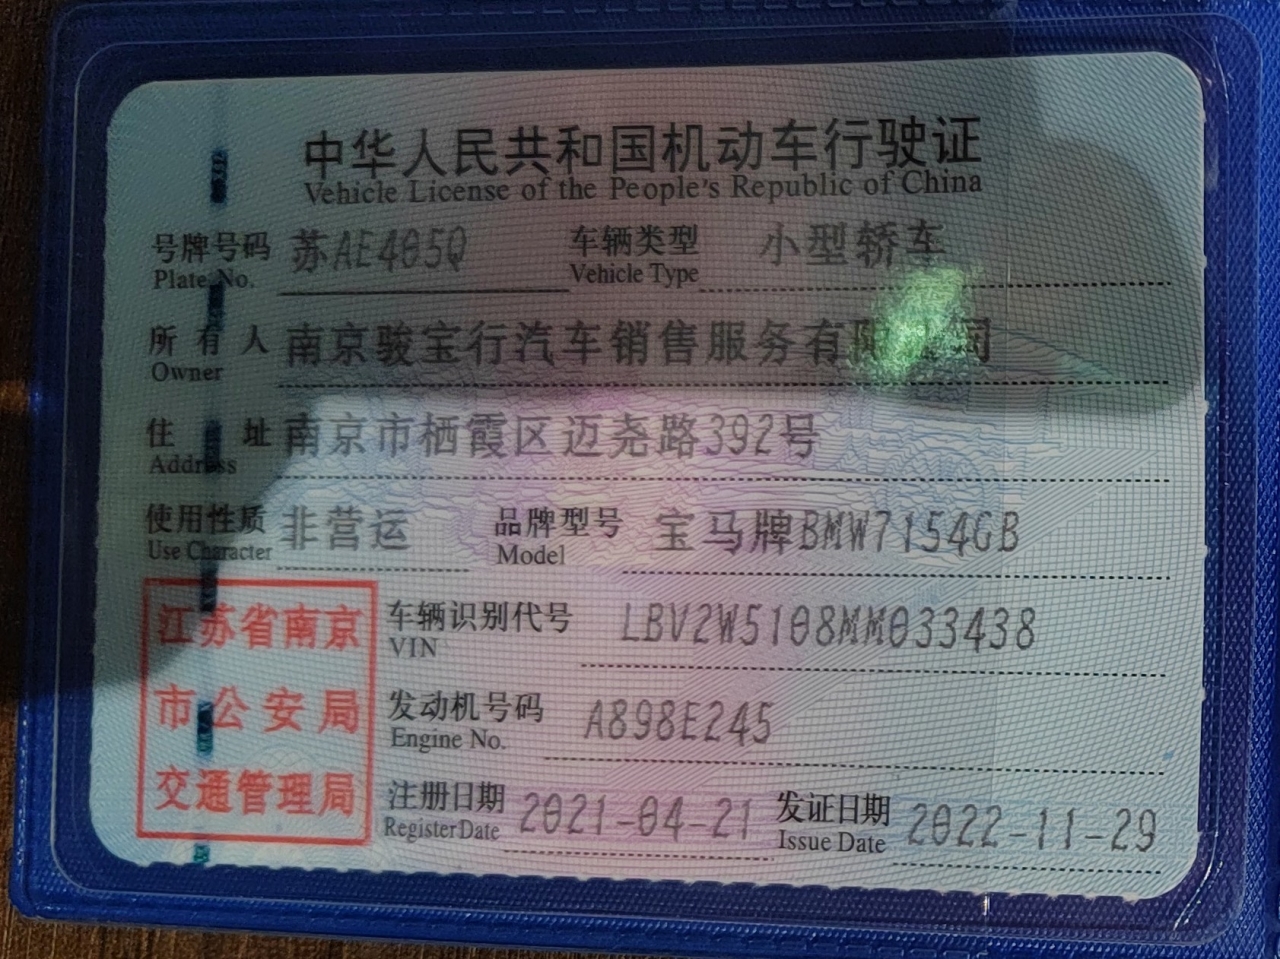 中华人民共和国机动车行驶证
Vehicle License of the People's Republic of China
号牌号码 苏AE405Q 车辆类型 小型轿车
Plate No. Vehicle Type
所有人 南京骏宝行汽车销售服务有限公司
Owner
住址 南京市栖霞区迈尧路392号
Address
使用性质 非营运 品牌型号 宝马牌BMW7154GB
Use Character Model
江苏省南京
市公安局
交通管理局
车辆识别代号 LBV2W5108MM033438
VIN
发动机号码 A898E245
Engine No.
注册日期 2021-04-21 发证日期 2022-11-29
Register Date Issue Date